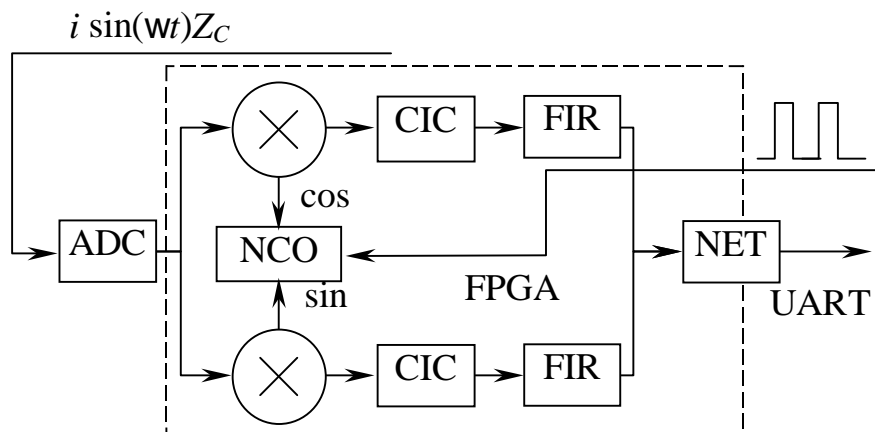 i sin(wt)Z_C
CIC
FIR
cos
ADC
NCO
NET
sin
FPGA
UART
CIC
FIR